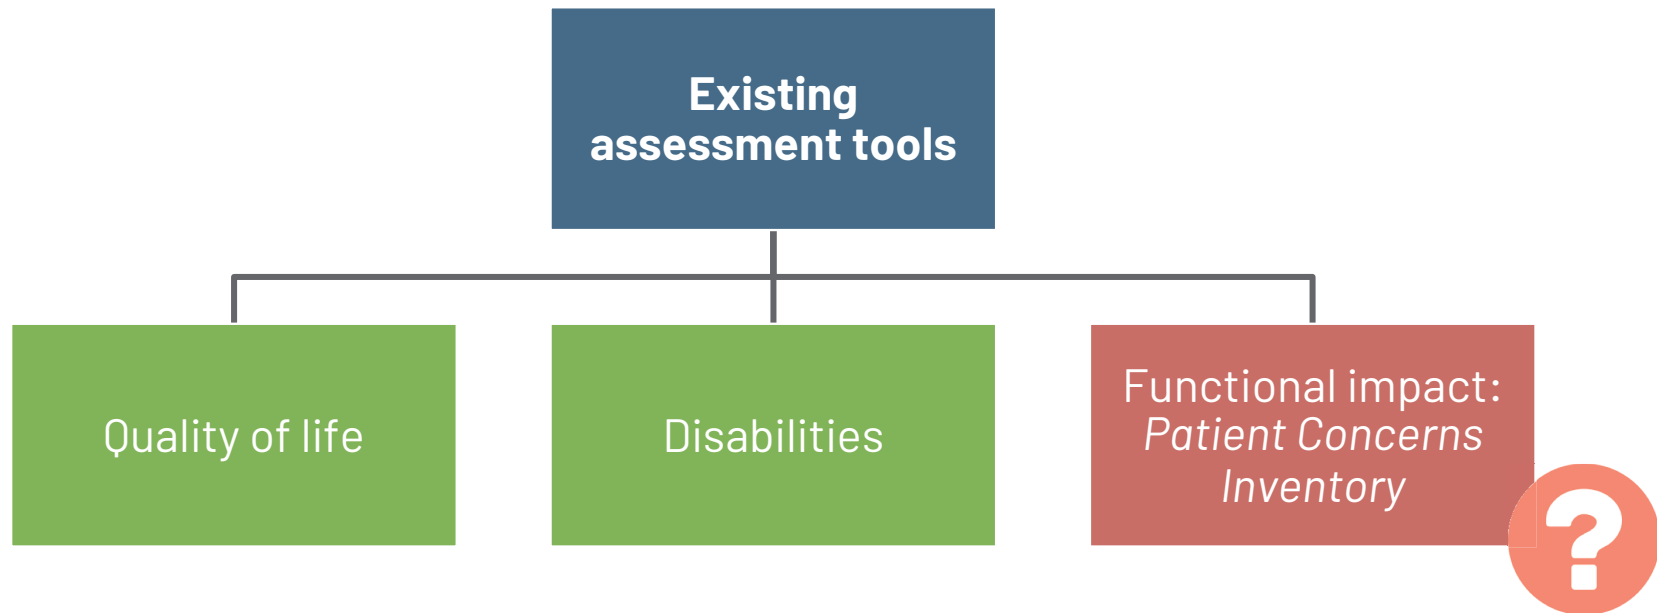 Existing
assessment tools
Quality of life
Disabilities
Functional impact:
Patient Concerns
Inventory
?